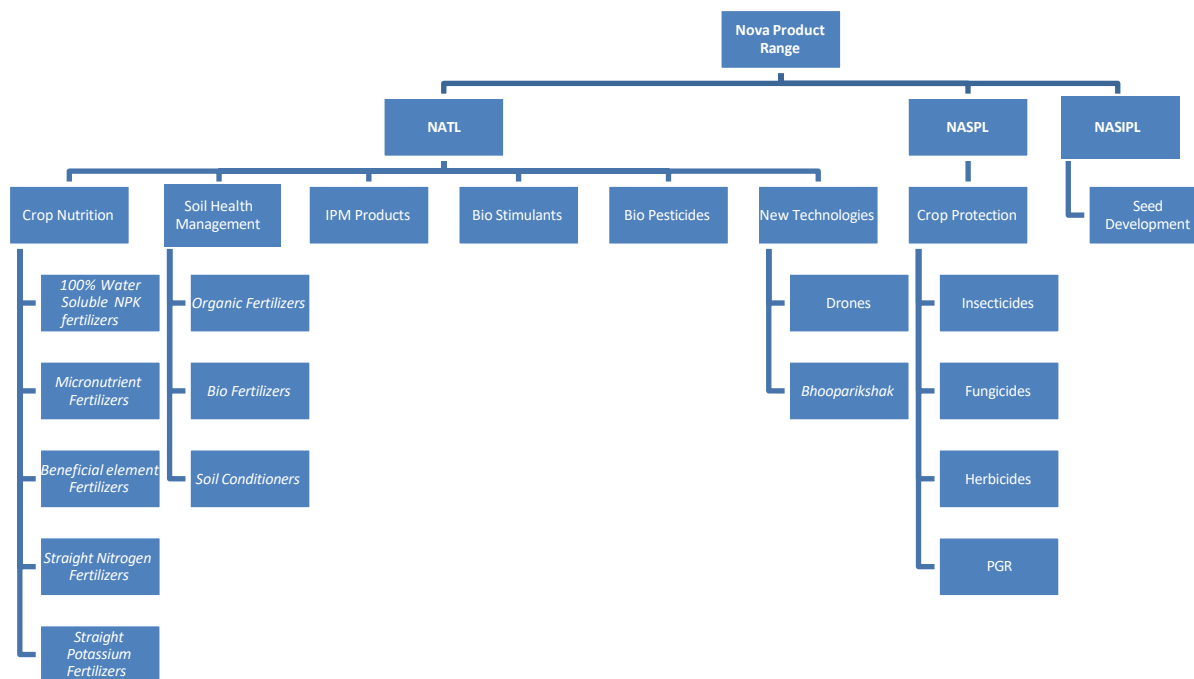 Nova Product
Range
NATL
NASPL
NASIPL
Crop Nutrition
Soil Health
Management
IPM Products
Bio Stimulants
Bio Pesticides
New Technologies
Crop Protection
Seed
Development
100% Water
Soluble NPK
fertilizers
Organic Fertilizers
Drones
Insecticides
Micronutrient
Fertilizers
Bio Fertilizers
Bhooparikshak
Fungicides
Beneficial element
Fertilizers
Soil Conditioners
Herbicides
Straight Nitrogen
Fertilizers
PGR
Straight
Potassium
Fertilizers